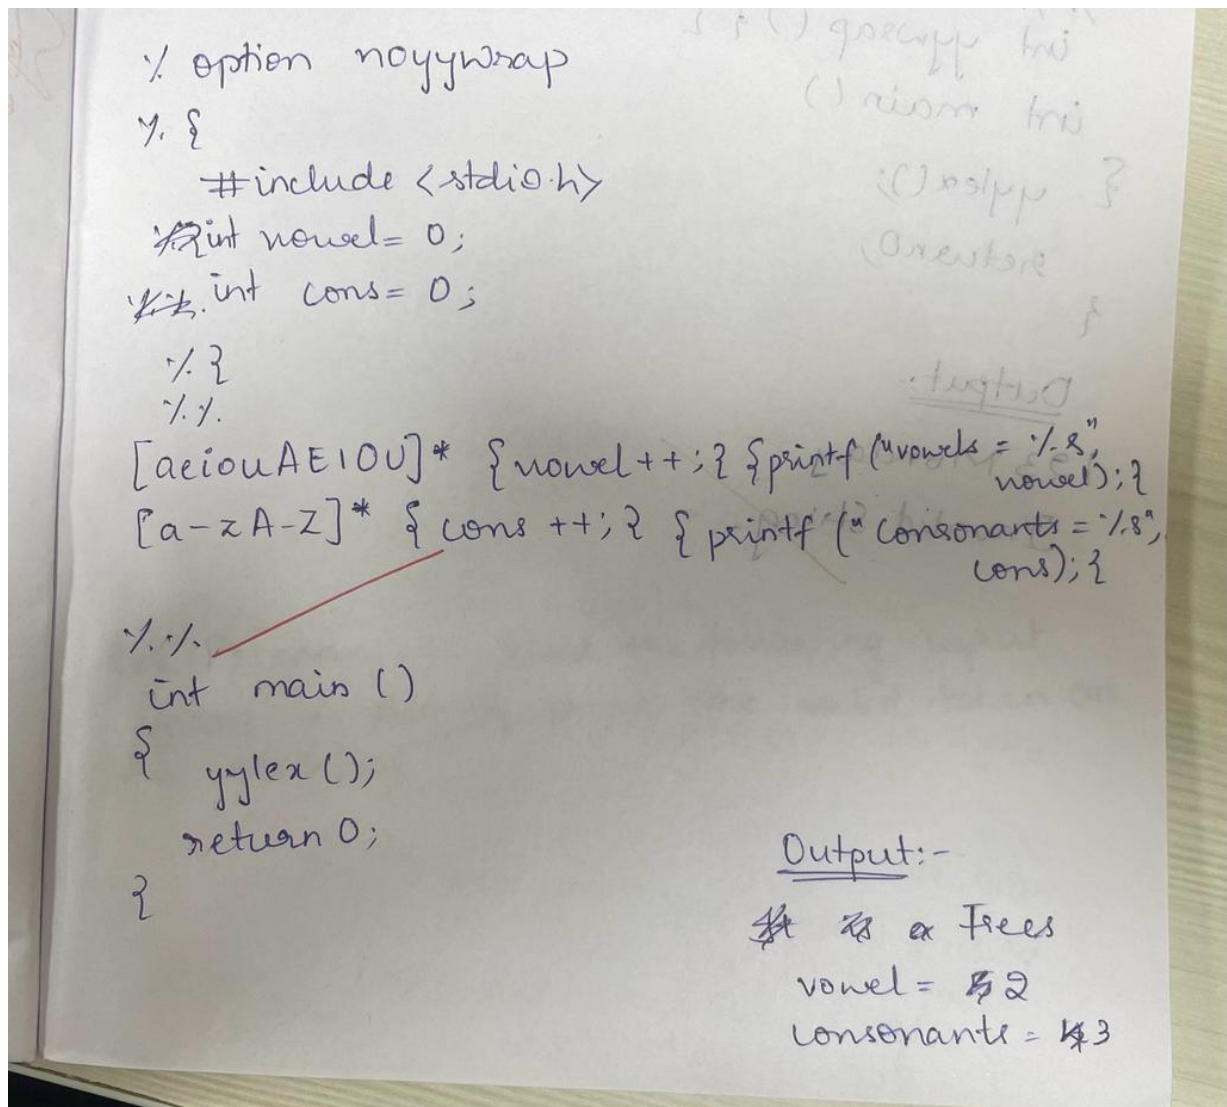 % option noyywrap
%{
#include <stdio.h>
int vowel = 0;
int cons = 0;
%}
%%
[aeiouAEIOU]* {vowel++;} {printf("vowels = %s",
vowel);}
[a-zA-Z]* {cons++;} {printf("consonants = %s",
cons);}
%%
int main()
{
yylex();
return 0;
}
Output:-
Trees
vowel = 2
consonants = 3